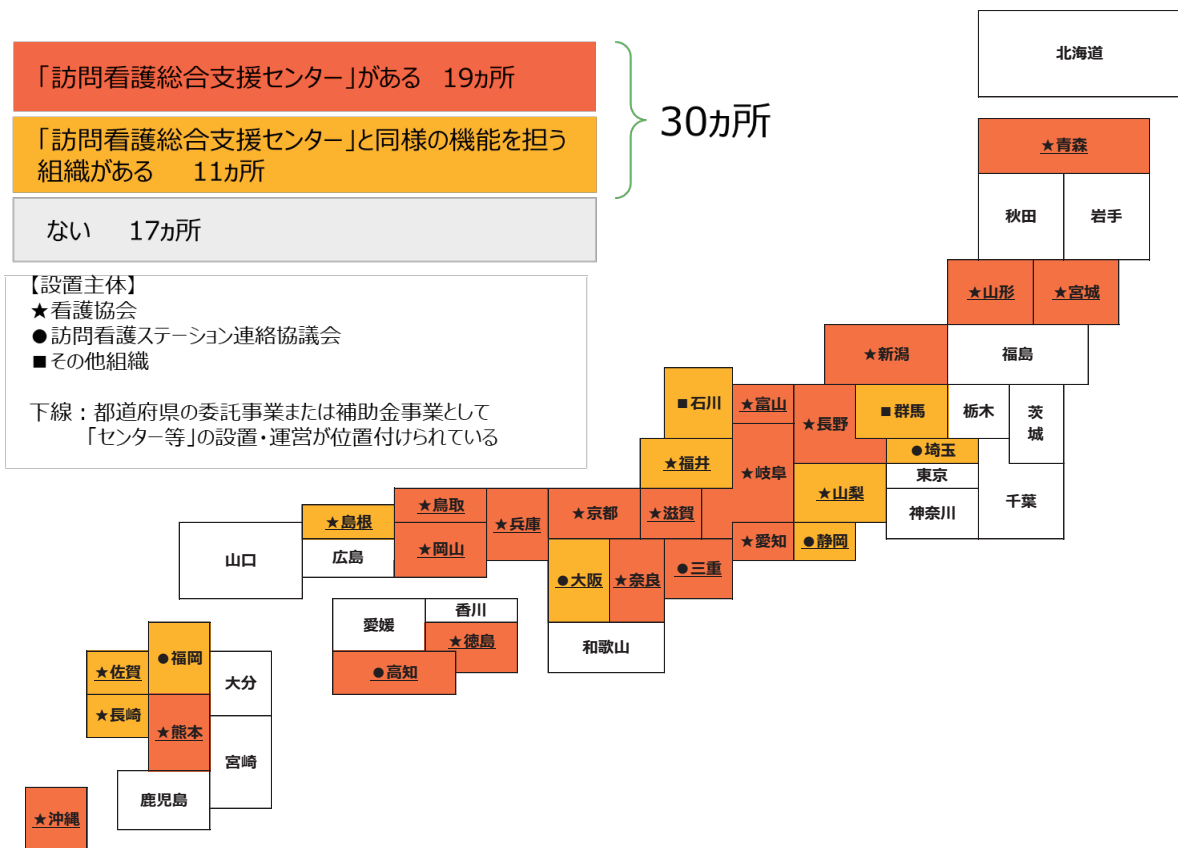 「訪問看護総合支援センター」がある 19ヵ所
「訪問看護総合支援センター」と同様の機能を担う
組織がある 11ヵ所
30ヵ所
ない 17ヵ所
【設置主体】
★看護協会
●訪問看護ステーション連絡協議会
■その他組織
下線：都道府県の委託事業または補助金事業として
「センター等」の設置・運営が位置付けられている
北海道
★青森
秋田
岩手
★山形
★宮城
★新潟
福島
■石川
★富山
★長野
■群馬
栃木
茨
城
●埼玉
★福井
★岐阜
東京
★山梨
神奈川
千葉
★鳥取
★兵庫
★京都
★滋賀
★島根
★岡山
★愛知
●静岡
山口
広島
●大阪
★奈良
●三重
愛媛
香川
★徳島
和歌山
●高知
★佐賀
●福岡
大分
★長崎
★熊本
宮崎
鹿児島
★沖縄